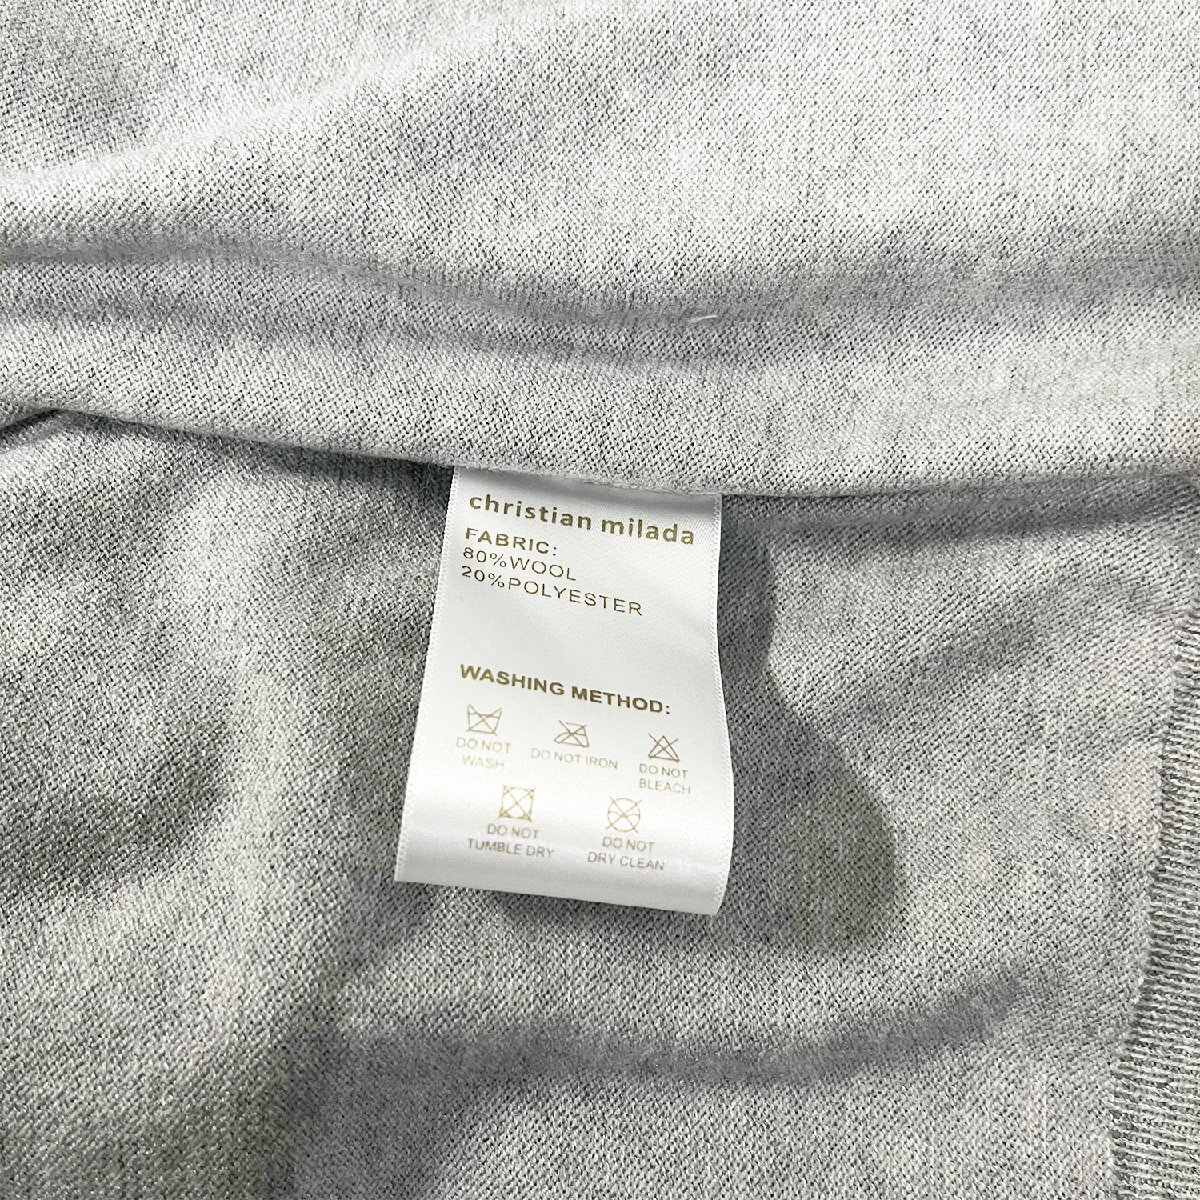 christian milada
FABRIC:
80%WOOL
20%POLYESTER
WASHING METHOD:
DO NOT
WASH
DO NOT IRON
DO NOT
BLEACH
DO NOT
TUMBLE DRY
DO NOT
DRY CLEAN